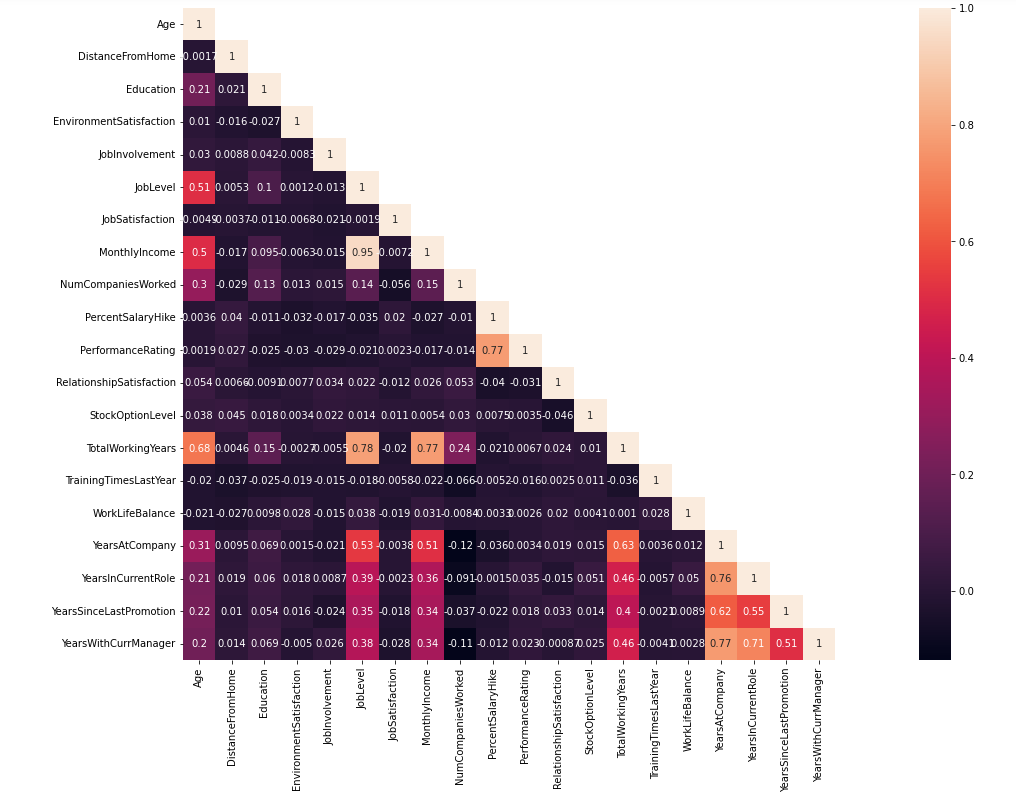 Age 1
DistanceFromHome -0.0017 1
Education 0.21 0.021 1
EnvironmentSatisfaction 0.01 -0.016 -0.027 1
JobInvolvement 0.03 0.0088 0.042 -0.0083 1
JobLevel 0.51 0.0053 0.1 0.0012 -0.013 1
JobSatisfaction -0.0049 -0.0037 -0.011 -0.0068 -0.021 -0.0019 1
MonthlyIncome 0.5 -0.017 0.095 -0.0063 -0.015 0.95 -0.0072 1
NumCompaniesWorked 0.3 -0.029 0.13 0.013 0.015 0.14 -0.056 0.15 1
PercentSalaryHike 0.0036 0.04 -0.011 -0.032 -0.017 -0.035 0.02 -0.027 -0.01 1
PerformanceRating 0.0019 0.027 -0.025 -0.03 -0.029 -0.021 0.0023 -0.017 -0.014 0.77 1
RelationshipSatisfaction 0.054 0.0066 -0.0091 0.0077 0.034 0.022 -0.012 0.026 0.053 -0.04 -0.031 1
StockOptionLevel 0.038 0.045 0.018 0.0034 0.022 0.014 0.011 0.0054 0.03 0.0075 0.0035 -0.046 1
TotalWorkingYears 0.68 0.0046 0.15 -0.0027 -0.0055 0.78 -0.02 0.77 0.24 -0.021 0.0067 0.024 0.01 1
TrainingTimesLastYear -0.02 -0.037 -0.025 -0.019 -0.015 -0.018 -0.0058 -0.022 -0.066 -0.0052 -0.016 0.0025 0.011 -0.036 1
WorkLifeBalance -0.021 -0.027 0.0098 0.028 -0.015 0.038 -0.019 0.031 -0.0084 -0.0033 0.0026 0.02 0.0041 0.001 0.028 1
YearsAtCompany 0.31 0.0095 0.069 0.0015 -0.021 0.53 -0.0038 0.51 -0.12 -0.036 0.0034 0.019 0.015 0.63 0.0036 0.012 1
YearsInCurrentRole 0.21 0.019 0.06 0.018 0.0087 0.39 -0.0023 0.36 -0.091 -0.0015 0.035 -0.015 0.051 0.46 -0.0057 0.05 0.76 1
YearsSinceLastPromotion 0.22 0.01 0.054 0.016 -0.024 0.35 -0.018 0.34 -0.037 -0.022 0.018 0.033 0.014 0.4 -0.0021 0.0089 0.62 0.55 1
YearsWithCurrManager 0.2 0.014 0.069 -0.005 0.026 0.38 -0.028 0.34 -0.11 -0.012 0.023 -0.00087 0.025 0.46 -0.0041 0.0028 0.77 0.71 0.51 1
Age
DistanceFromHome
Education
EnvironmentSatisfaction
JobInvolvement
JobLevel
JobSatisfaction
MonthlyIncome
NumCompaniesWorked
PercentSalaryHike
PerformanceRating
RelationshipSatisfaction
StockOptionLevel
TotalWorkingYears
TrainingTimesLastYear
WorkLifeBalance
YearsAtCompany
YearsInCurrentRole
YearsSinceLastPromotion
YearsWithCurrManager
1.0
0.8
0.6
0.4
0.2
0.0